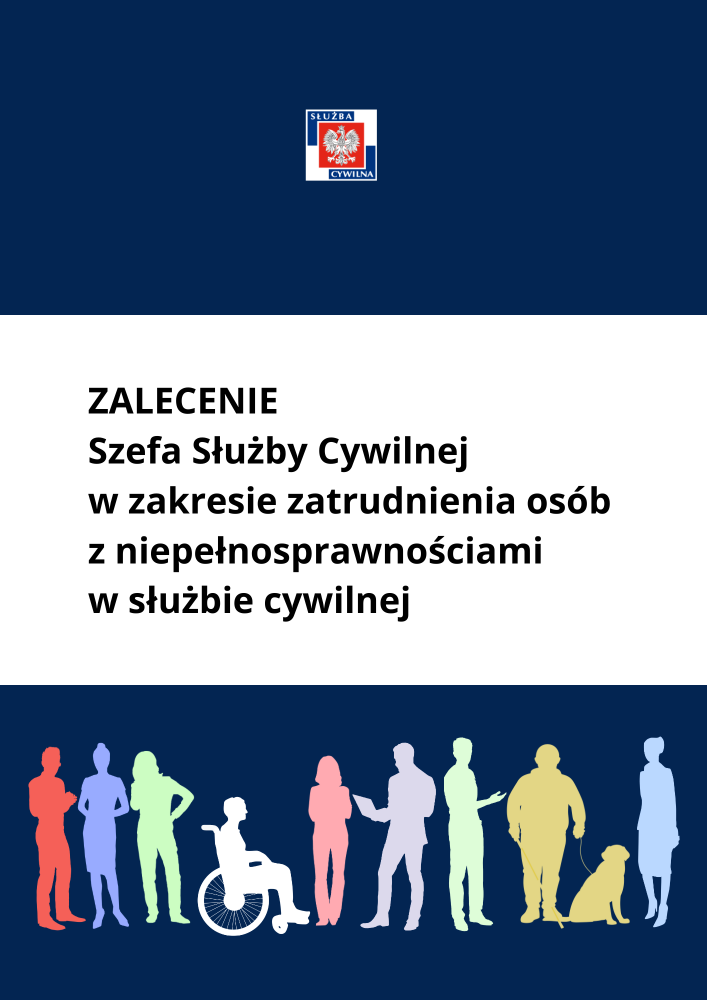 SŁUŻBA
CYWILNA
ZALECENIE
Szefa Służby Cywilnej
w zakresie zatrudnienia osób
z niepełnosprawnościami
w służbie cywilnej